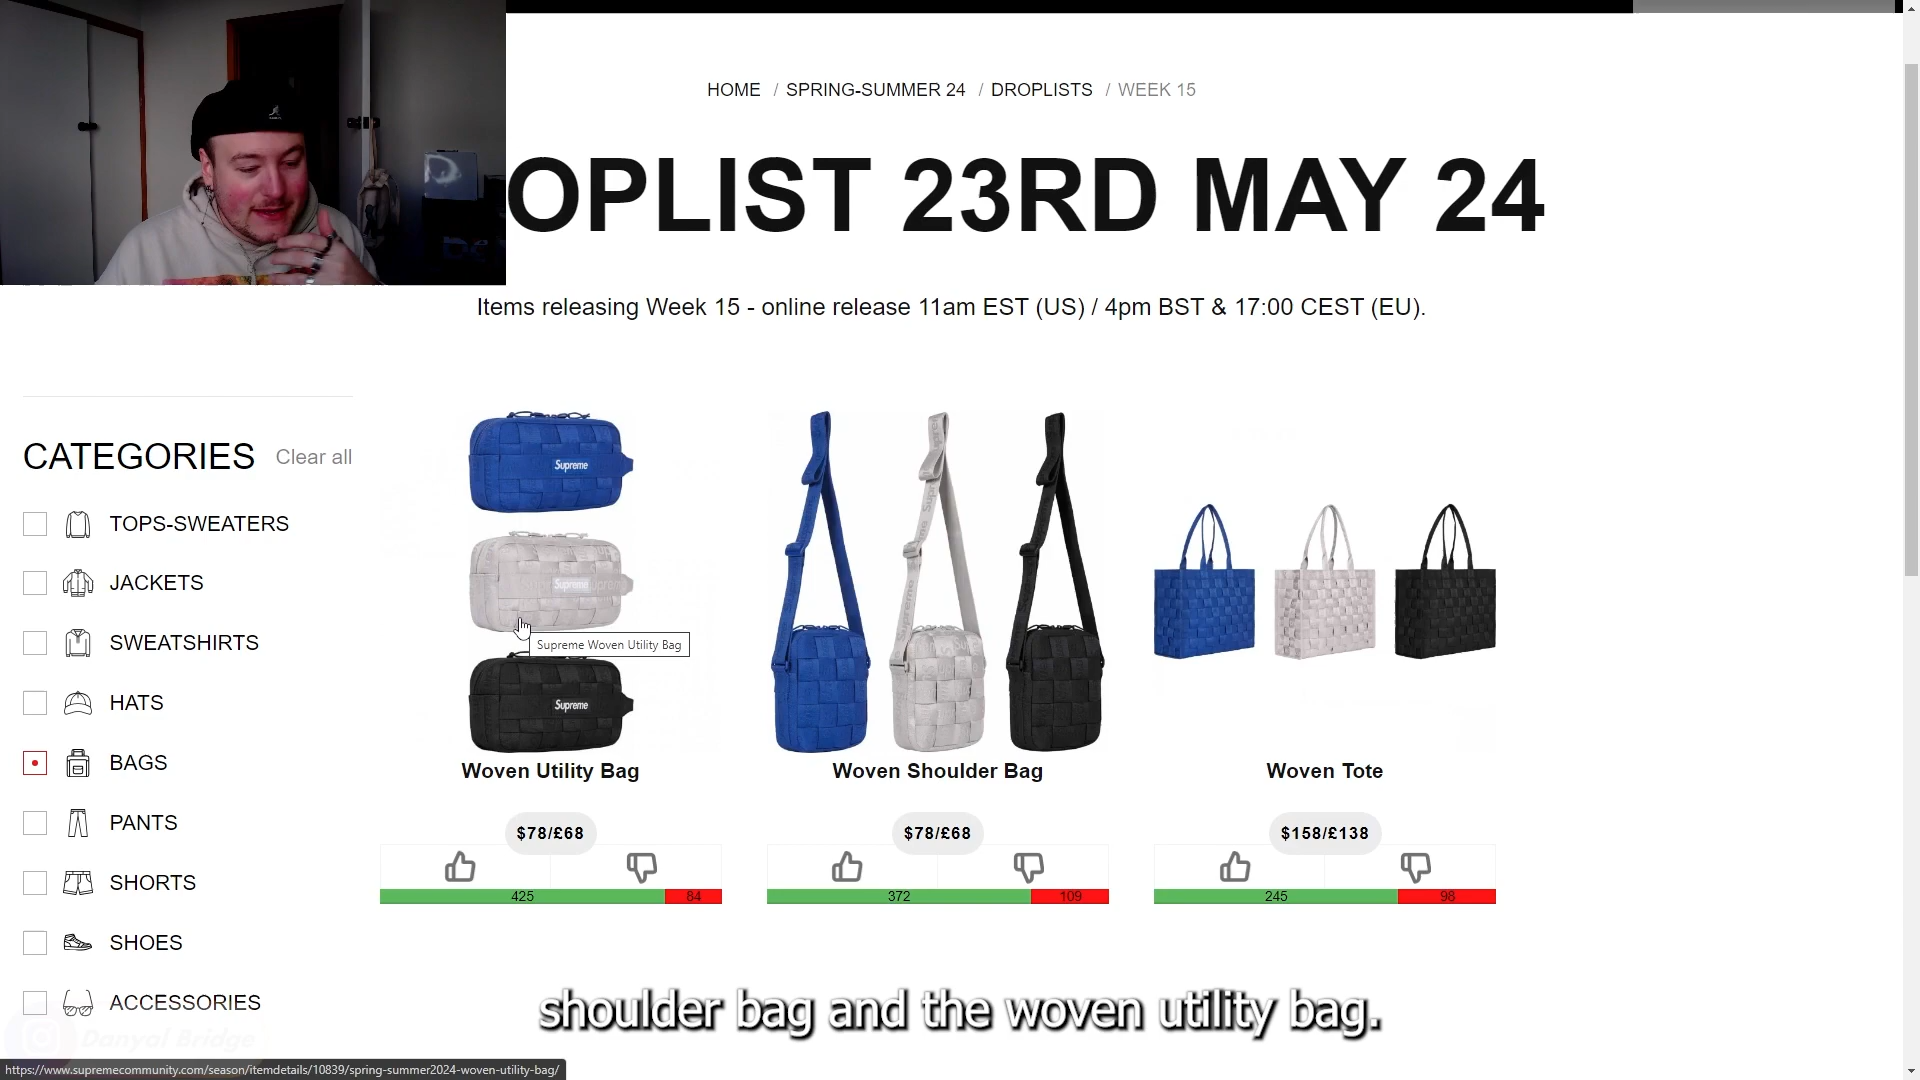 HOME / SPRING-SUMMER 24 / DROPLISTS / WEEK 15
OPLIST 23RD MAY 24
Items releasing Week 15 - online release 11am EST (US) / 4pm BST & 17:00 CEST (EU).
CATEGORIES Clear all
TOPS-SWEATERS
JACKETS
SWEATSHIRTS
HATS
BAGS
PANTS
SHORTS
SHOES
ACCESSORIES
Supreme
Supreme
Supreme Woven Utility Bag
Supreme
Woven Utility Bag
$78/£68
425 84
Woven Shoulder Bag
$78/£68
372 109
Woven Tote
$158/£138
245 98
shoulder bag and the woven utility bag.
Danyal Bridge
https://www.supremecommunity.com/season/itemdetails/10839/spring-summer2024-woven-utility-bag/